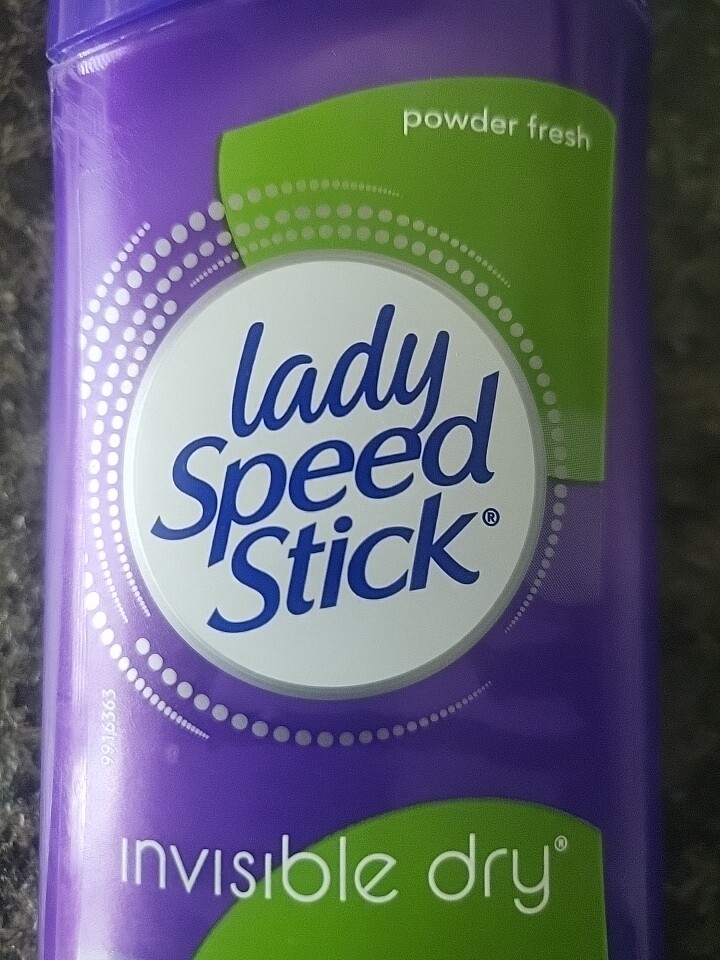 powder fresh
lady
Speed
Stick®
9916363
invisible dry®